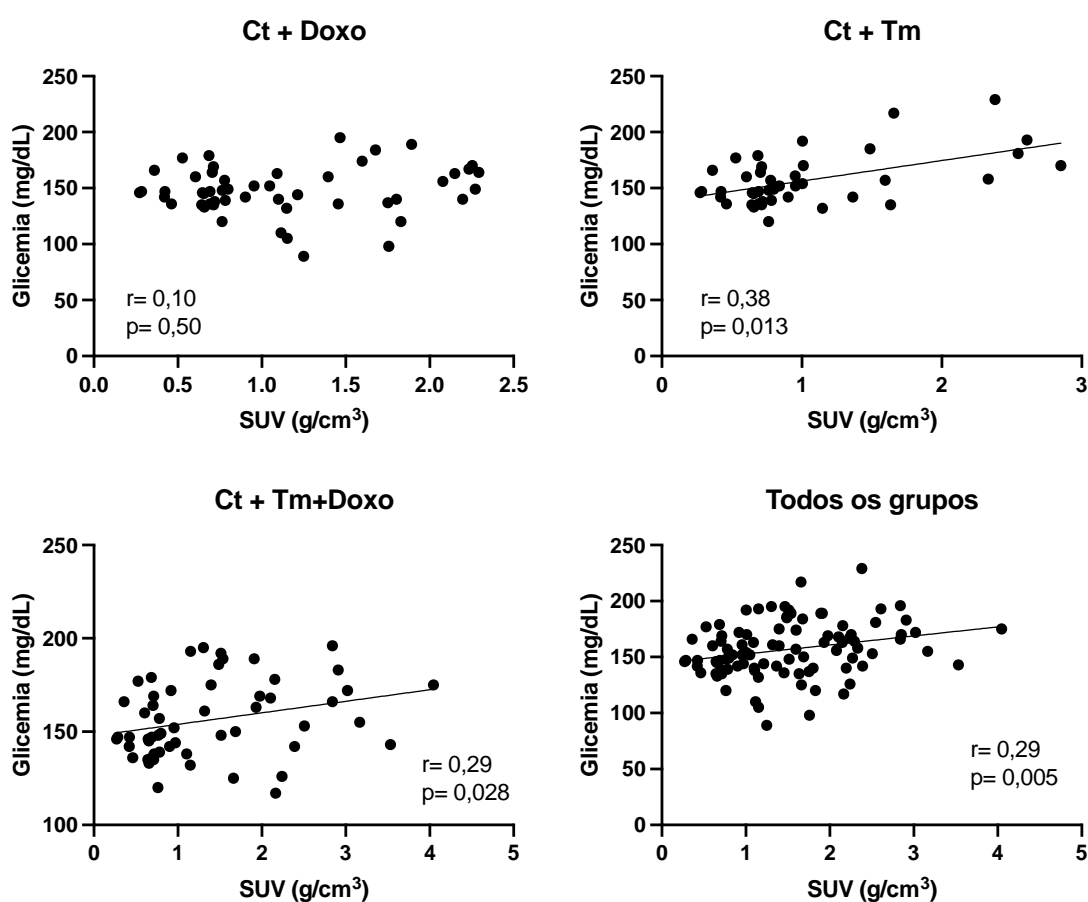 Ct + Doxo
250
200
150
100
50
0
Glicemia (mg/dL)
r= 0,10
p= 0,50
0.0 0.5 1.0 1.5 2.0 2.5
SUV (g/cm³)
Ct + Tm
250
200
150
100
50
0
Glicemia (mg/dL)
r= 0,38
p= 0,013
0 1 2 3
SUV (g/cm³)
Ct + Tm+Doxo
250
200
150
100
Glicemia (mg/dL)
r= 0,29
p= 0,028
0 1 2 3 4 5
SUV (g/cm³)
Todos os grupos
250
200
150
100
50
0
Glicemia (mg/dL)
r= 0,29
p= 0,005
0 1 2 3 4 5
SUV (g/cm³)